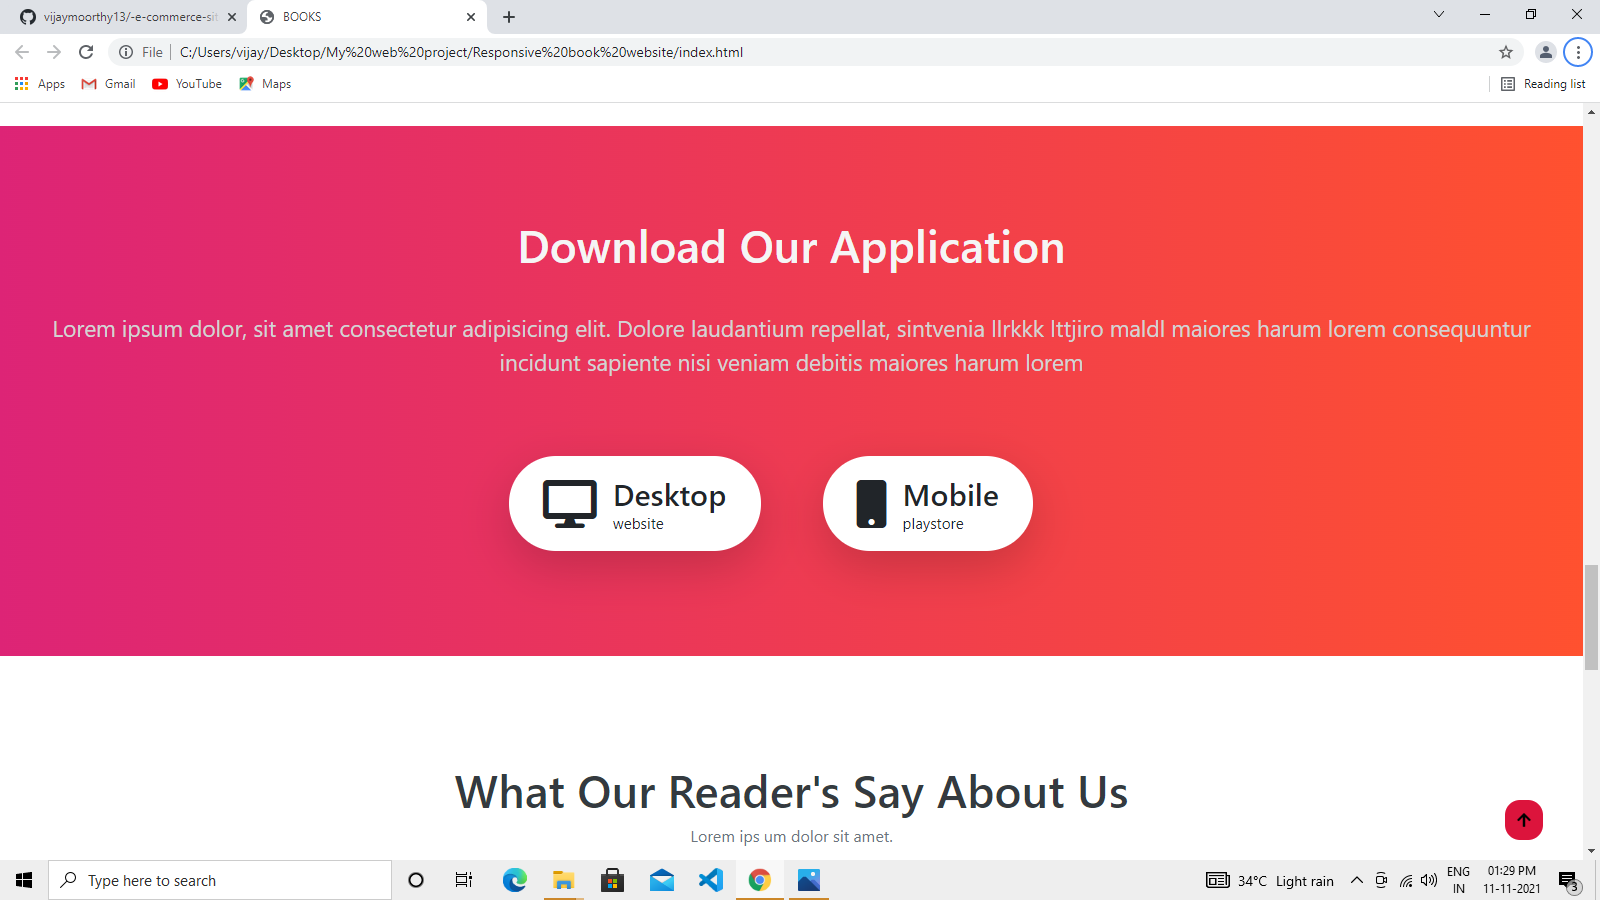 vijaymoorthy13/-e-commerce-sit
BOOKS
File
C:/Users/vijay/Desktop/My%20web%20project/Responsive%20book%20website/index.html
Apps
Gmail
YouTube
Maps
Reading list
Download Our Application
Lorem ipsum dolor, sit amet consectetur adipisicing elit. Dolore laudantium repellat, sintvenia llrkkk lttjiro maldl maiores harum lorem consequuntur
incidunt sapiente nisi veniam debitis maiores harum lorem
Desktop
website
Mobile
playstore
What Our Reader's Say About Us
Lorem ips um dolor sit amet.
Type here to search
34°C Light rain
ENG
IN
01:29 PM
11-11-2021
3